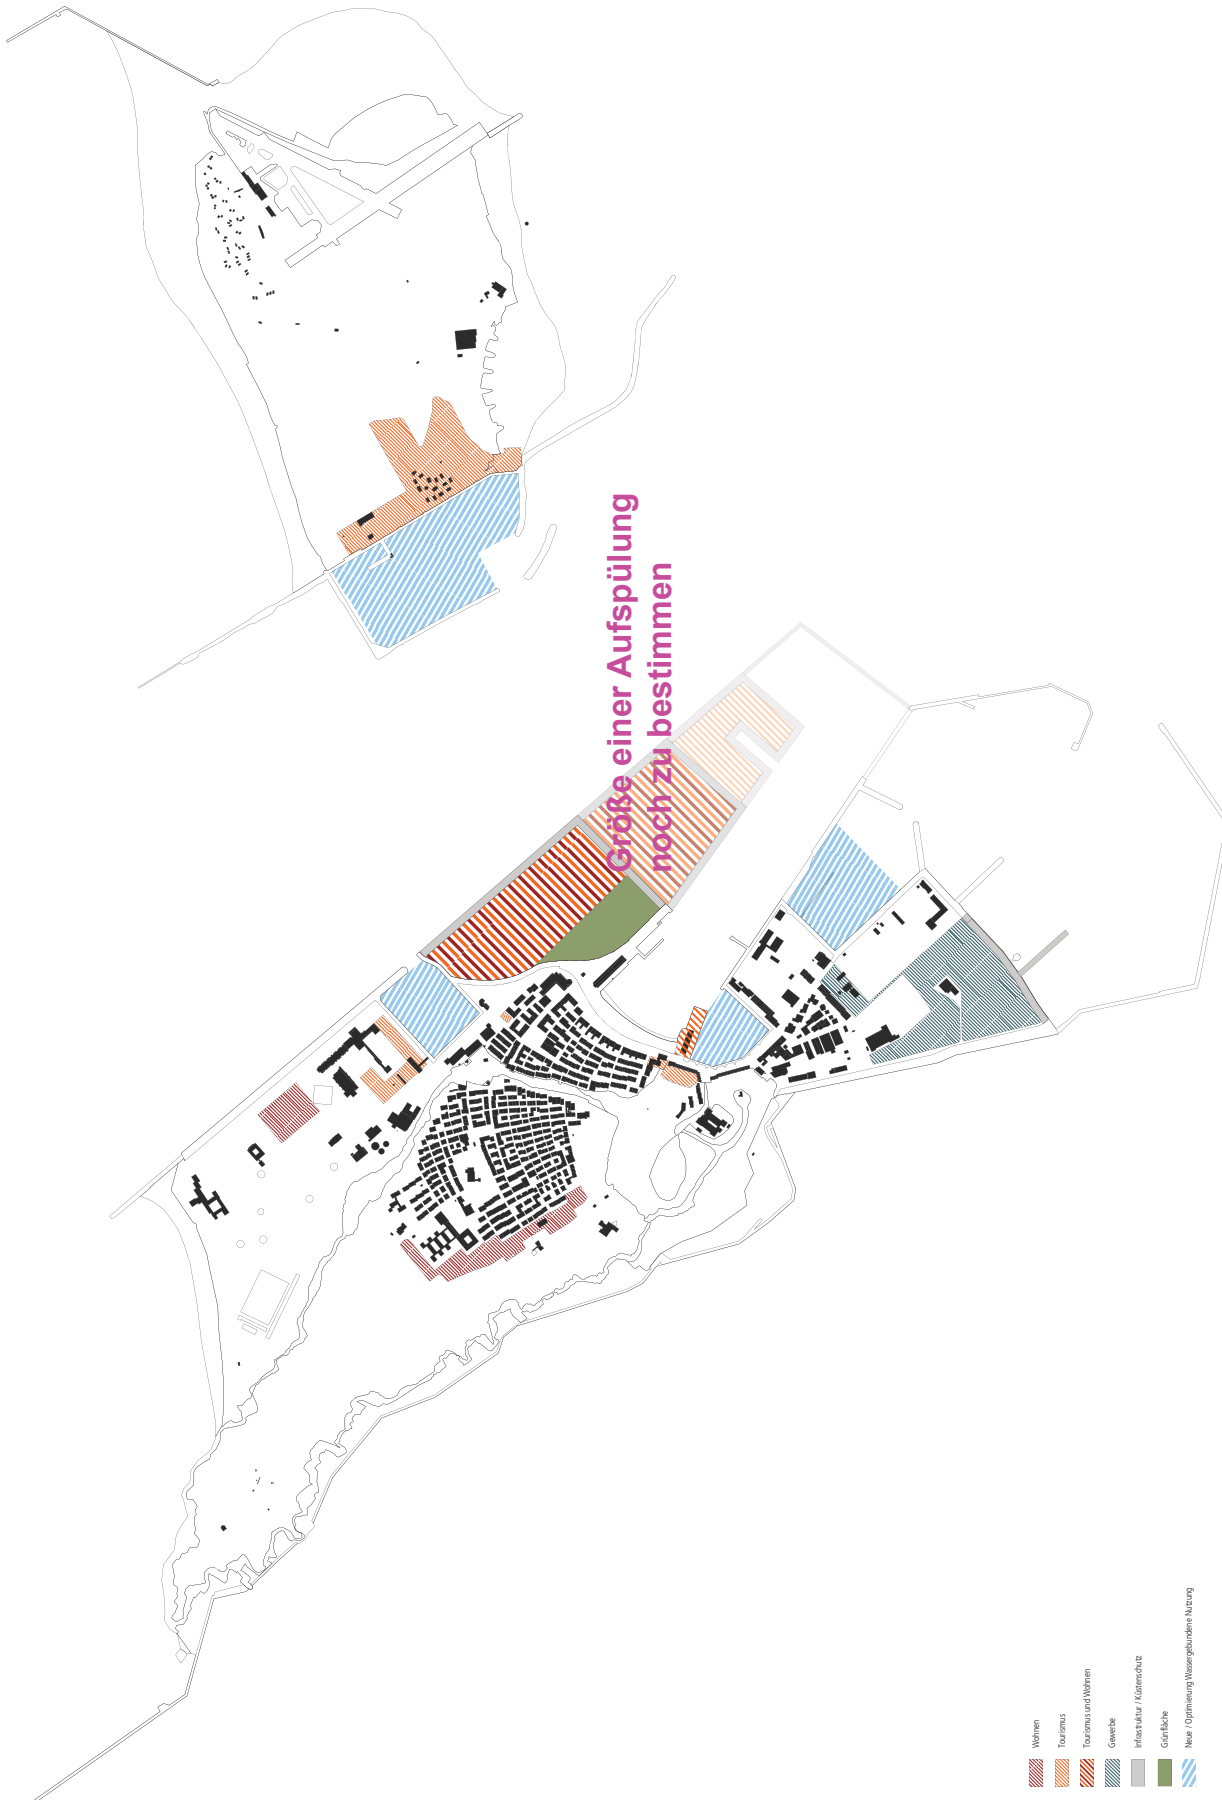 Größe einer Aufspülung
noch zu bestimmen
Wohnen
Tourismus
Tourismus und Wohnen
Gewerbe
Infrastruktur / Küstenschutz
Grünfläche
Neue / Optimierung Wassergebundene Nutzung